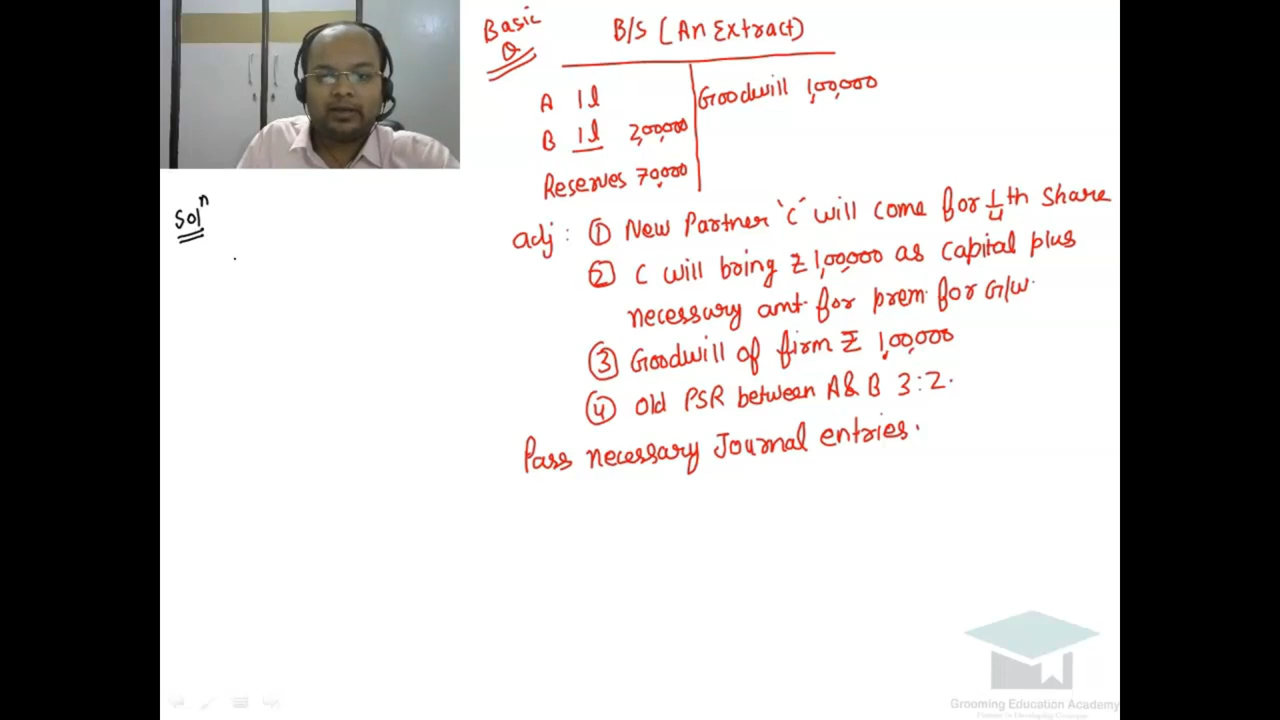 Basic
Q
B/S (An Extract)
A 1l
B 1l 2,00,000
Reserves 70,000
Goodwill 1,00,000
Solⁿ
adj: ① New Partner 'C' will come for 1/4 th share
② C will bring ₹ 1,00,000 as capital plus
necessary amt. for prem. for G/w.
③ Goodwill of firm ₹ 1,00,000
④ Old PSR between A & B 3:2.
Pass necessary Journal entries.
Grooming Education Academy